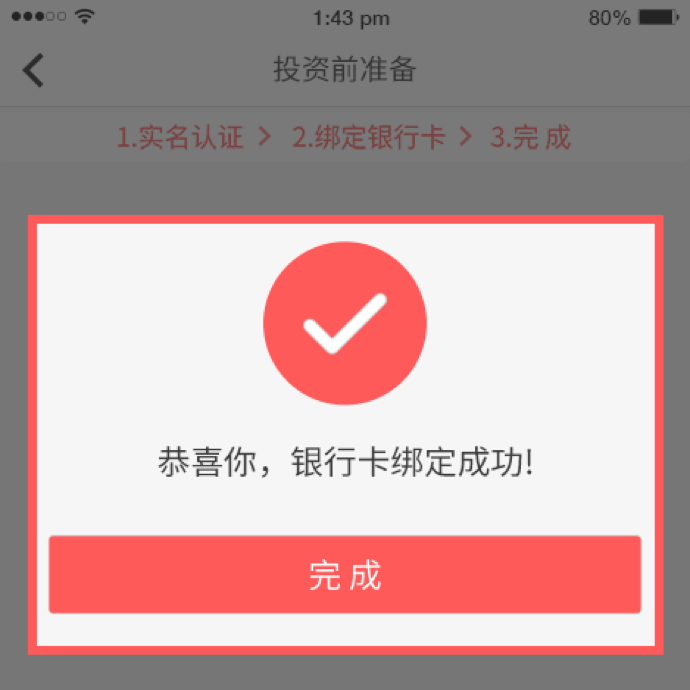 1:43 pm 80%
投资前准备
1.实名认证 > 2.绑定银行卡 > 3.完 成
恭喜你，银行卡绑定成功!
完 成